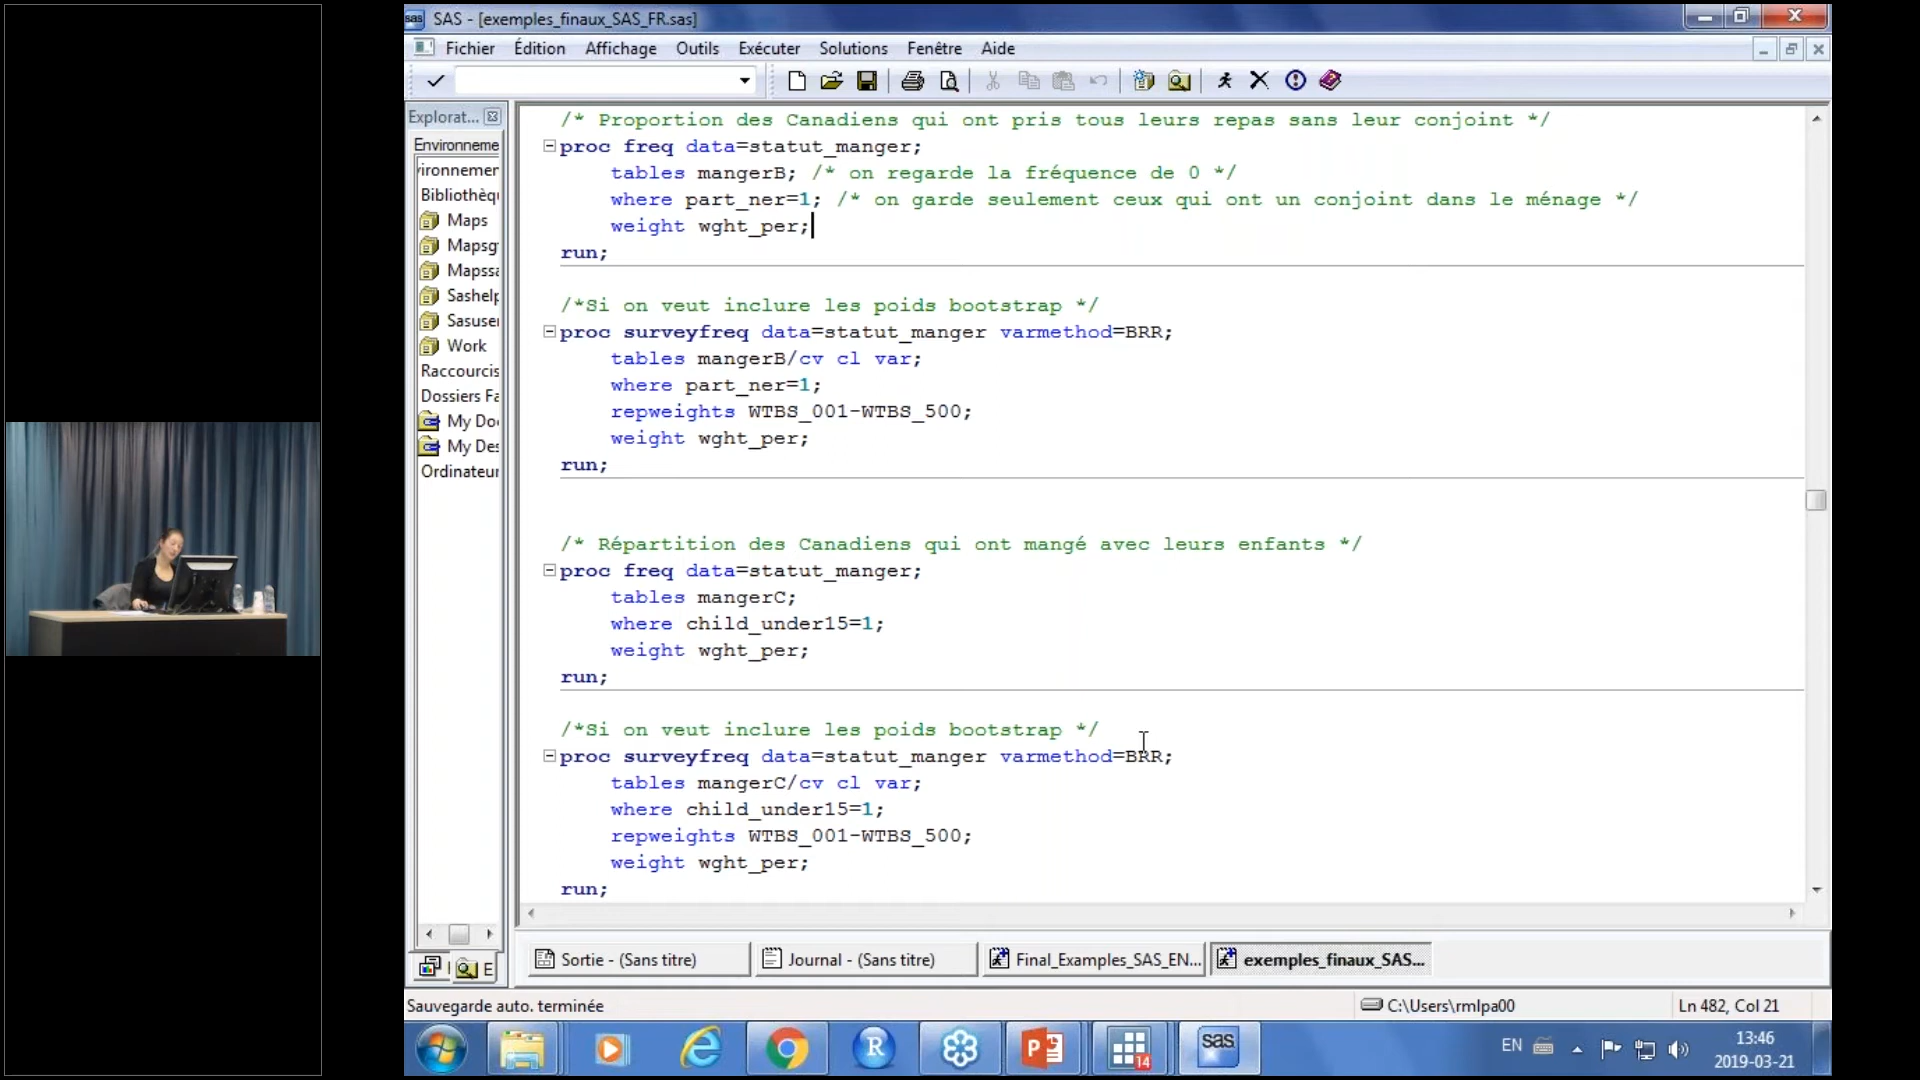 SAS - [exemples_finaux_SAS_FR.sas]
Fichier Édition Affichage Outils Exécuter Solutions Fenêtre Aide
Explorat...
Environneme
vironnemen
Bibliothèqu
Maps
Mapsg
Mapssa
Sashelp
Sasuser
Work
Raccourcis
Dossiers Fa
My Do
My Des
Ordinateur
E
/* Proportion des Canadiens qui ont pris tous leurs repas sans leur conjoint */
proc freq data=statut_manger;
tables mangerB; /* on regarde la fréquence de 0 */
where part_ner=1; /* on garde seulement ceux qui ont un conjoint dans le ménage */
weight wght_per;
run;
/*Si on veut inclure les poids bootstrap */
proc surveyfreq data=statut_manger varmethod=BRR;
tables mangerB/cv cl var;
where part_ner=1;
repweights WTBS_001-WTBS_500;
weight wght_per;
run;
/* Répartition des Canadiens qui ont mangé avec leurs enfants */
proc freq data=statut_manger;
tables mangerC;
where child_under15=1;
weight wght_per;
run;
/*Si on veut inclure les poids bootstrap */
proc surveyfreq data=statut_manger varmethod=BRR;
tables mangerC/cv cl var;
where child_under15=1;
repweights WTBS_001-WTBS_500;
weight wght_per;
run;
Sortie - (Sans titre) Journal - (Sans titre) Final_Examples_SAS_EN... exemples_finaux_SAS...
Sauvegarde auto. terminée C:\Users\rmlpa00 Ln 482, Col 21
R P 14 sas EN 13:46
2019-03-21